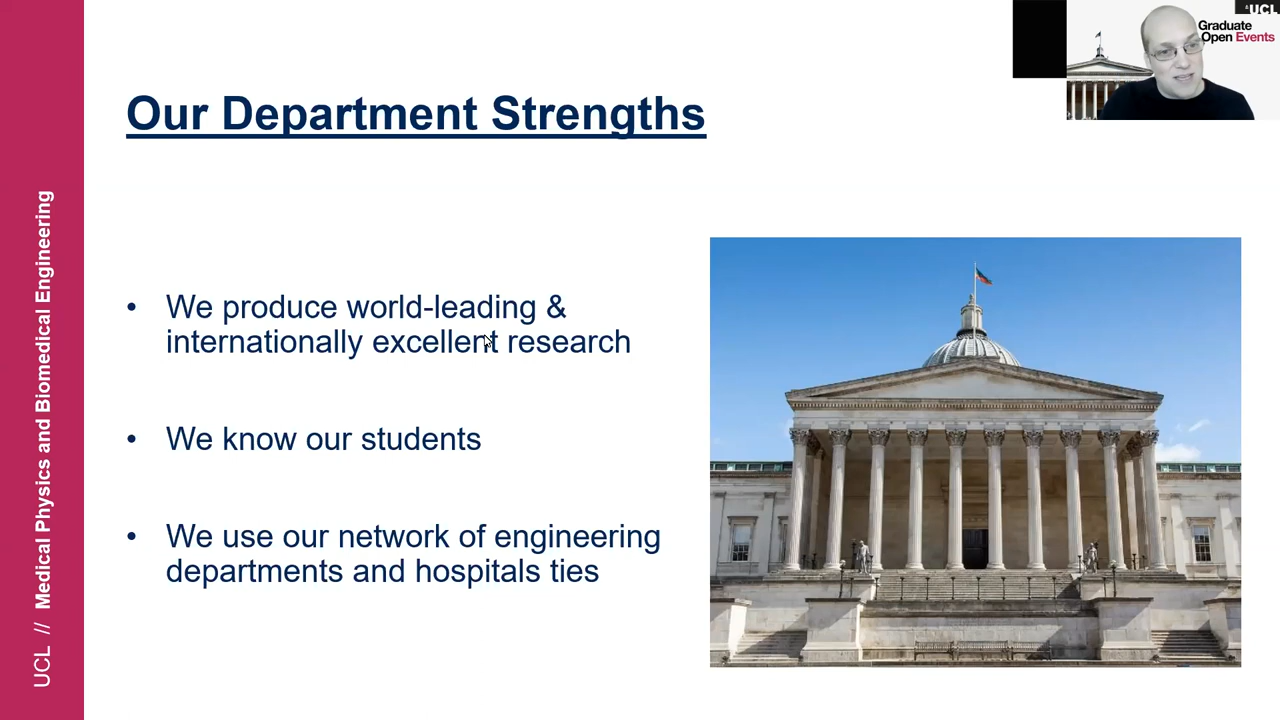 UCL
Graduate
Open Events
Our Department Strengths
• We produce world-leading &
internationally excellent research
• We know our students
• We use our network of engineering
departments and hospitals ties
UCL // Medical Physics and Biomedical Engineering